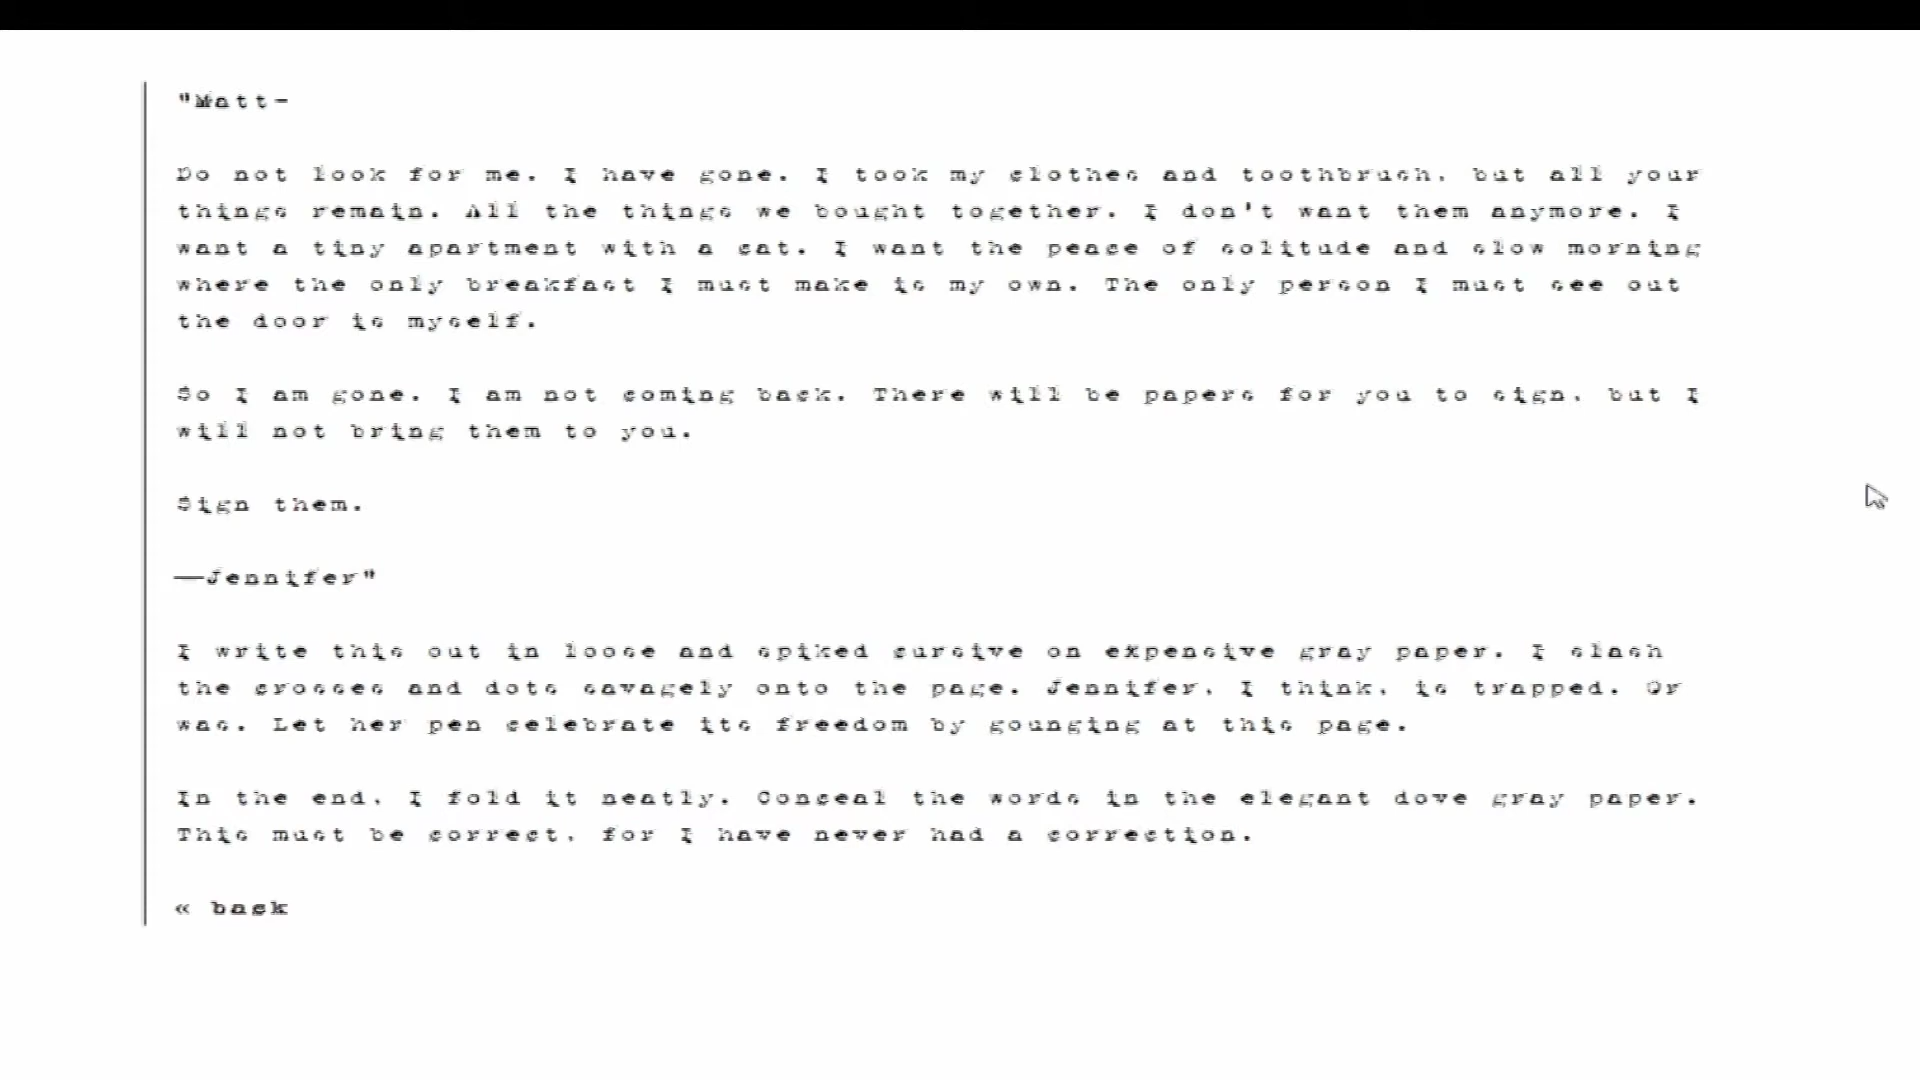 "Matt-
Do not look for me. I have gone. I took my clothes and toothbrush, but all your
things remain. All the things we bought together. I don't want them anymore. I
want a tiny apartment with a cat. I want the peace of solitude and slow morning
where the only breakfast I must make is my own. The only person I must see out
the door is myself.
So I am gone. I am not coming back. There will be papers for you to sign, but I
will not bring them to you.
Sign them.
—Jennifer"
I write this out in loose and spiked cursive on expensive gray paper. I slash
the crosses and dots savagely onto the page. Jennifer, I think, is trapped. Or
was. Let her pen celebrate its freedom by gounging at this page.
In the end, I fold it neatly. Conseal the words in the elegant dove gray paper.
This must be correct, for I have never had a correction.
« back